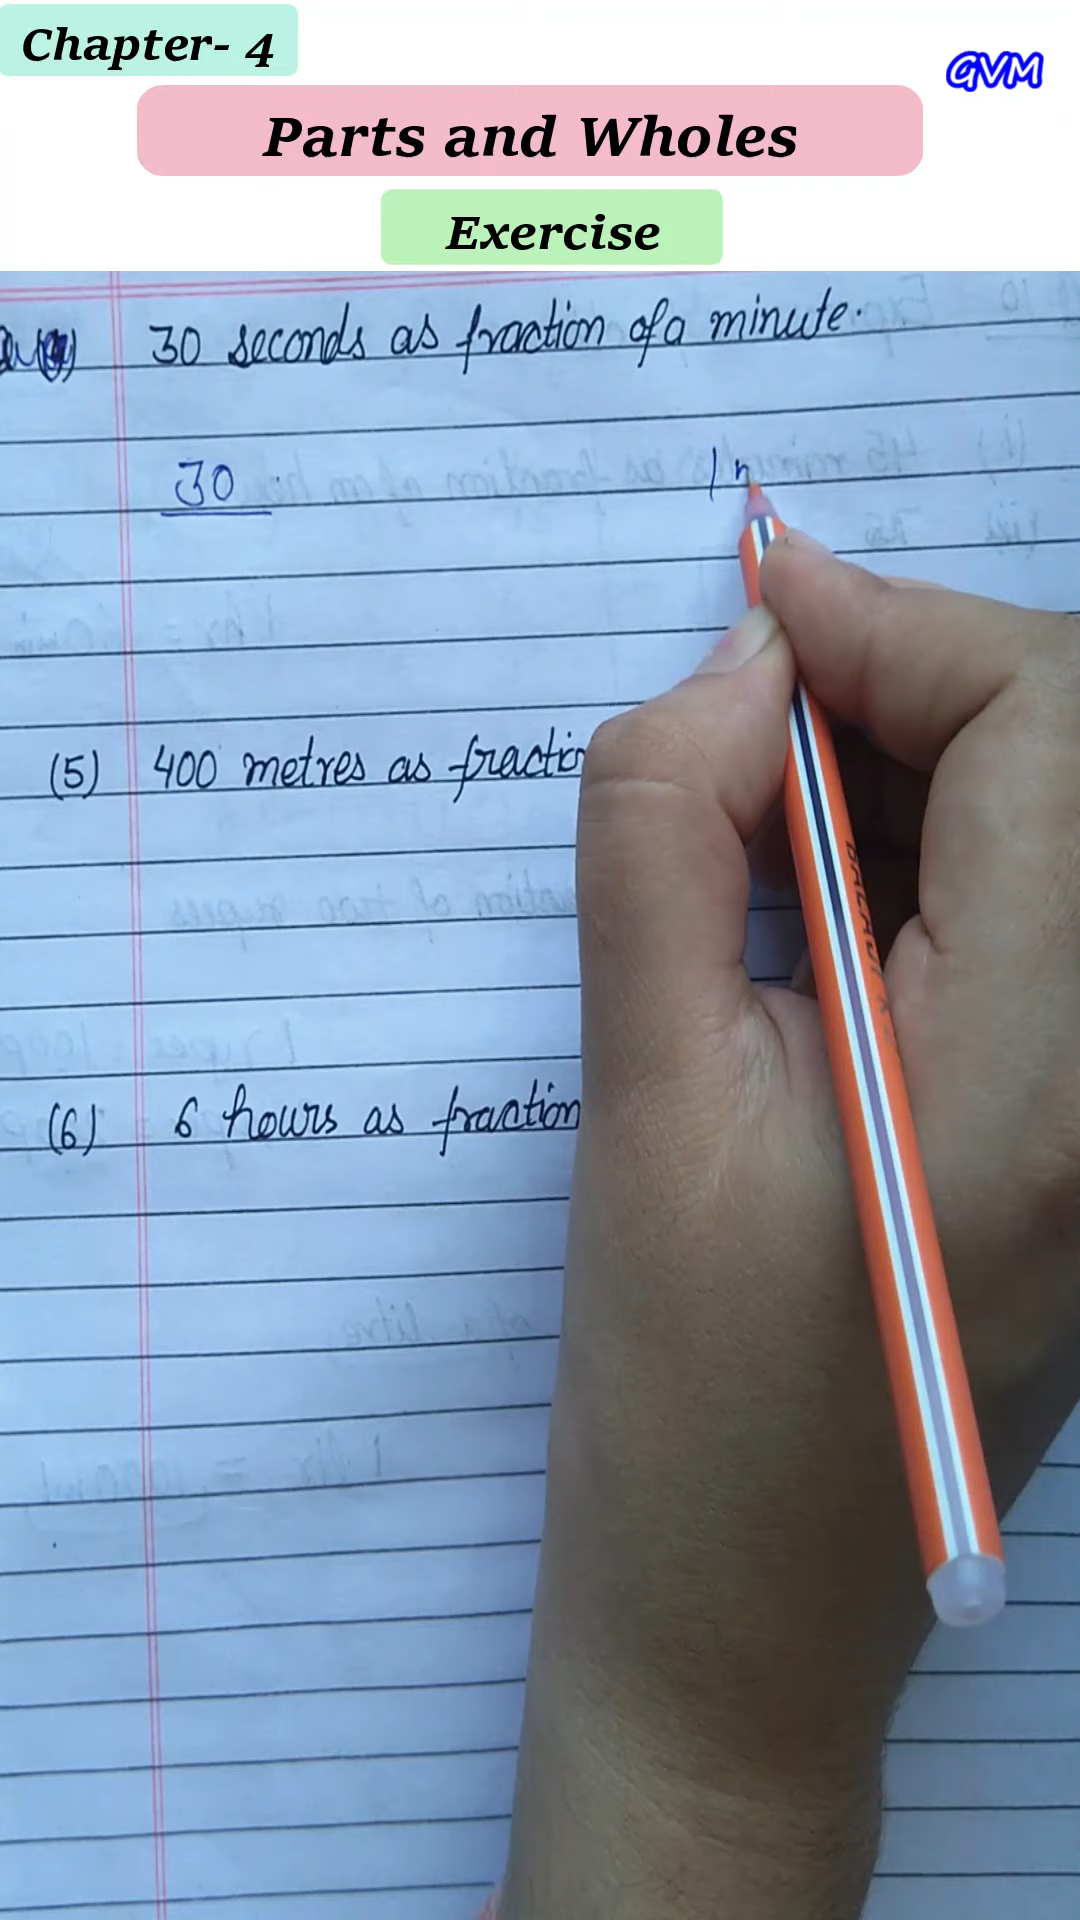 Chapter- 4
GVM
Parts and Wholes
Exercise
30 seconds as fraction of a minute.
30
1
(5) 400 metres as
(6) 6 hours as fraction